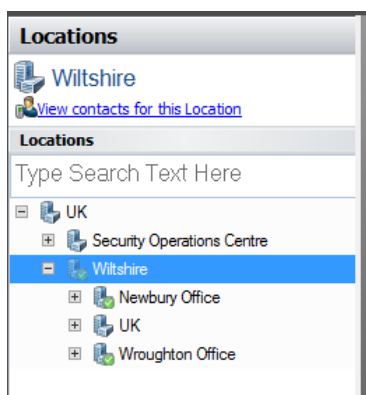 Locations
Wiltshire
View contacts for this Location
Locations
Type Search Text Here
UK
Security Operations Centre
Wiltshire
Newbury Office
UK
Wroughton Office